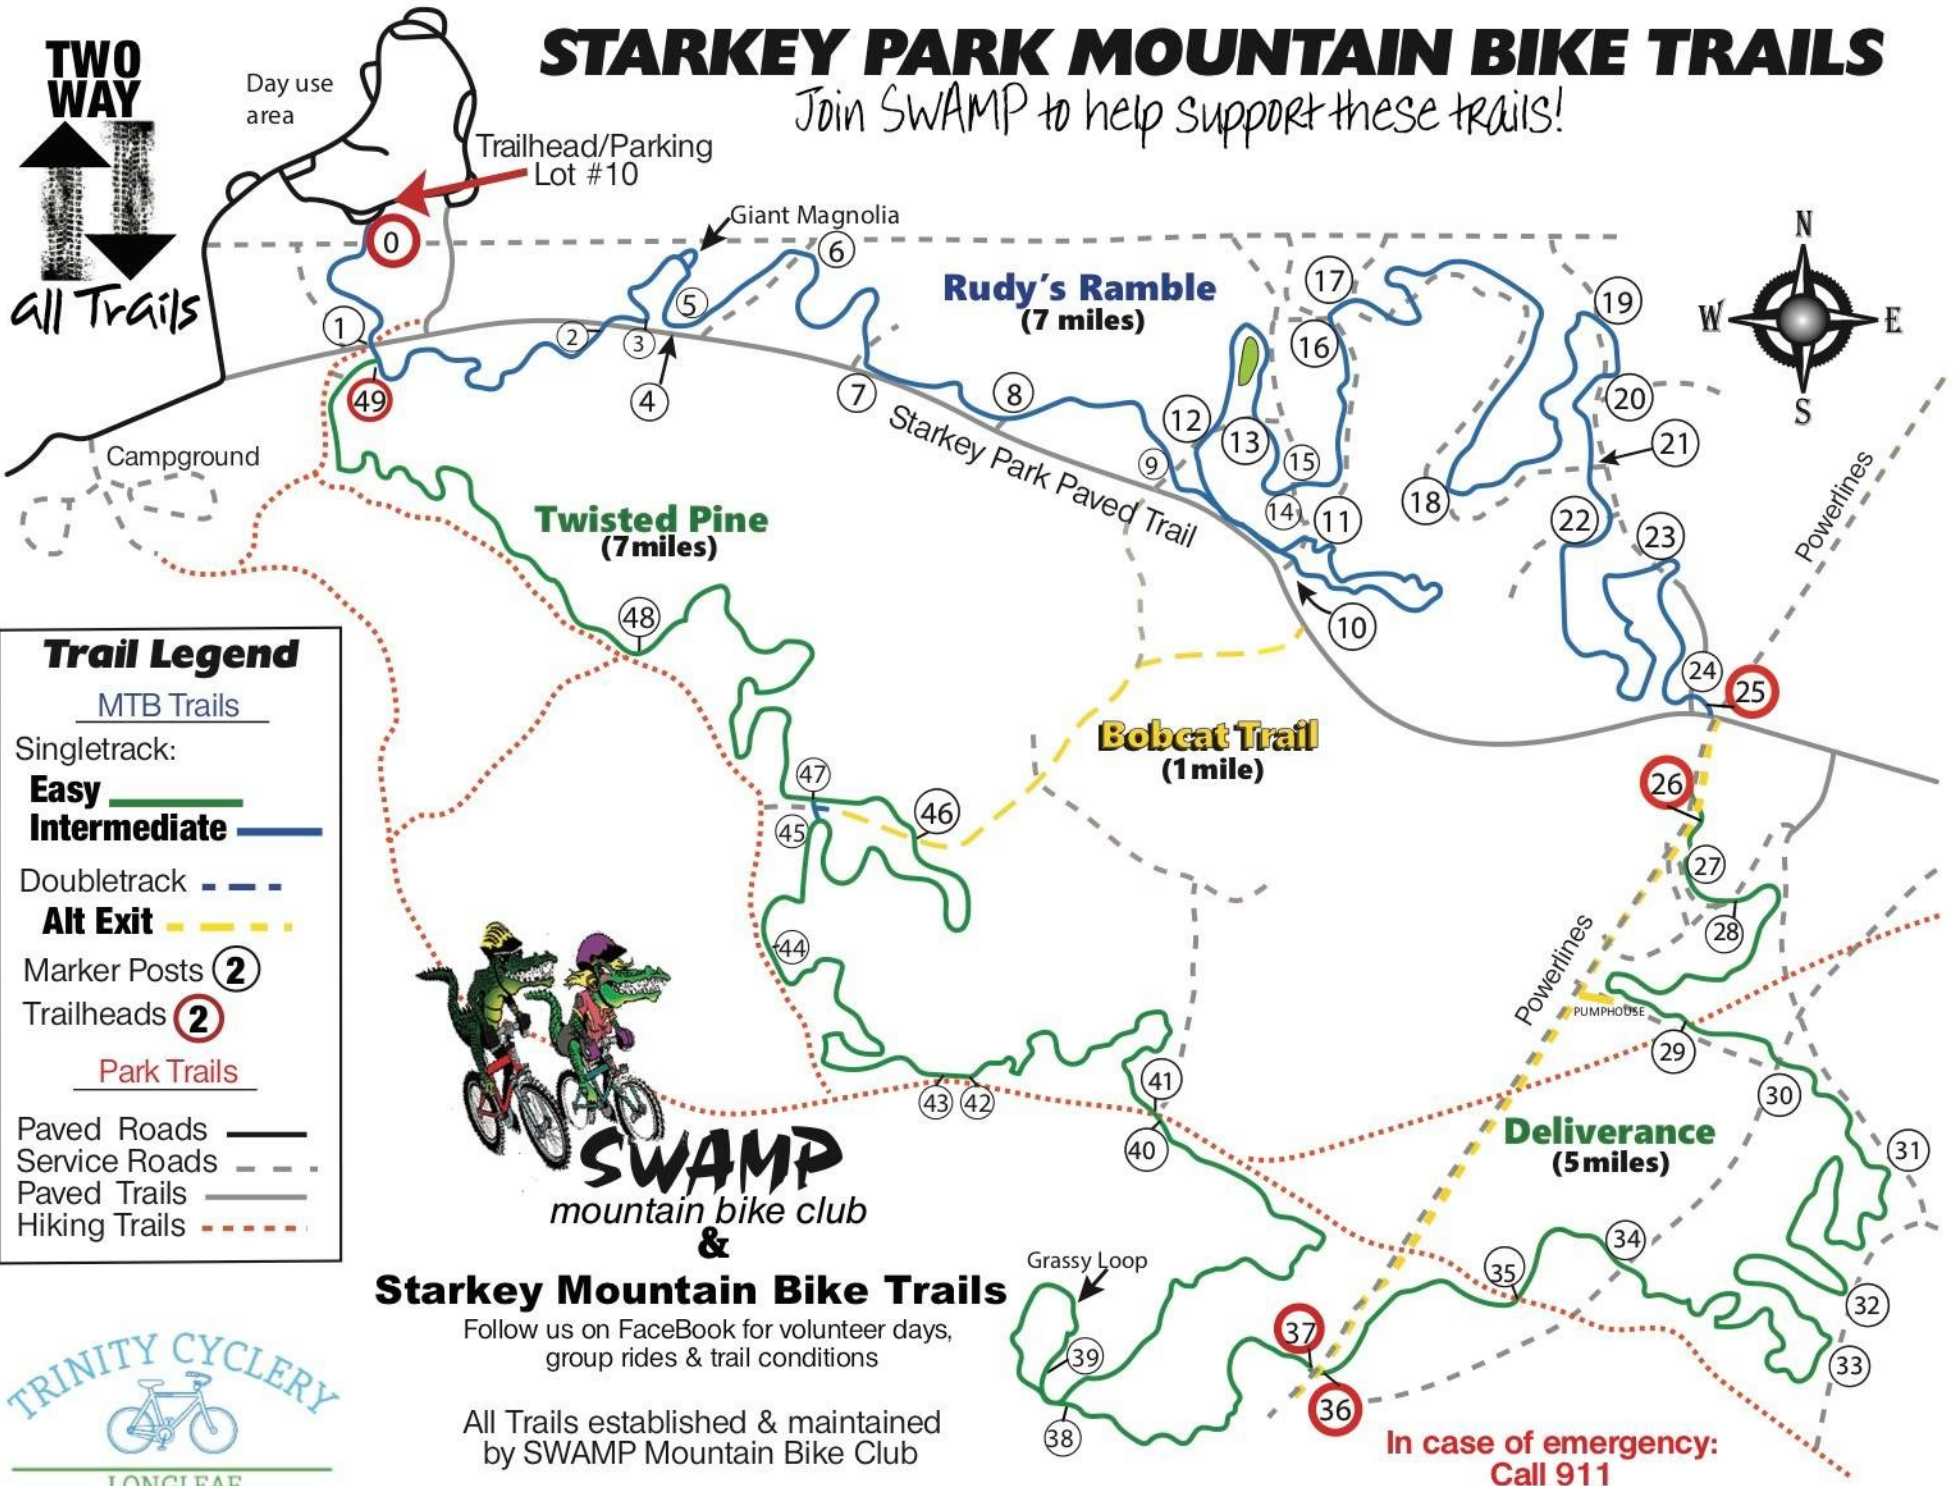 STARKEY PARK MOUNTAIN BIKE TRAILS
Join SWAMP to help support these trails!
TWO
WAY
all Trails
Day use
area
Trailhead/Parking
Lot #10
0
Giant Magnolia
1
2
3
4
5
6
7
8
9
10
11
12
13
14
15
16
17
18
19
20
21
22
23
24
25
Rudy's Ramble
(7 miles)
N
W
E
S
49
Campground
Starkey Park Paved Trail
Powerlines
Twisted Pine
(7miles)
48
47
46
45
44
43
42
41
40
Bobcat Trail
(1mile)
26
27
28
Powerlines
PUMPHOUSE
29
30
31
32
33
34
35
36
37
38
39
Deliverance
(5miles)
Grassy Loop
Trail Legend
MTB Trails
Singletrack:
Easy
Intermediate
Doubletrack
Alt Exit
Marker Posts 2
Trailheads 2
Park Trails
Paved Roads
Service Roads
Paved Trails
Hiking Trails
SWAMP
mountain bike club
&
Starkey Mountain Bike Trails
Follow us on FaceBook for volunteer days,
group rides & trail conditions
All Trails established & maintained
by SWAMP Mountain Bike Club
In case of emergency:
Call 911
TRINITY CYCLERY
LONGLEAF